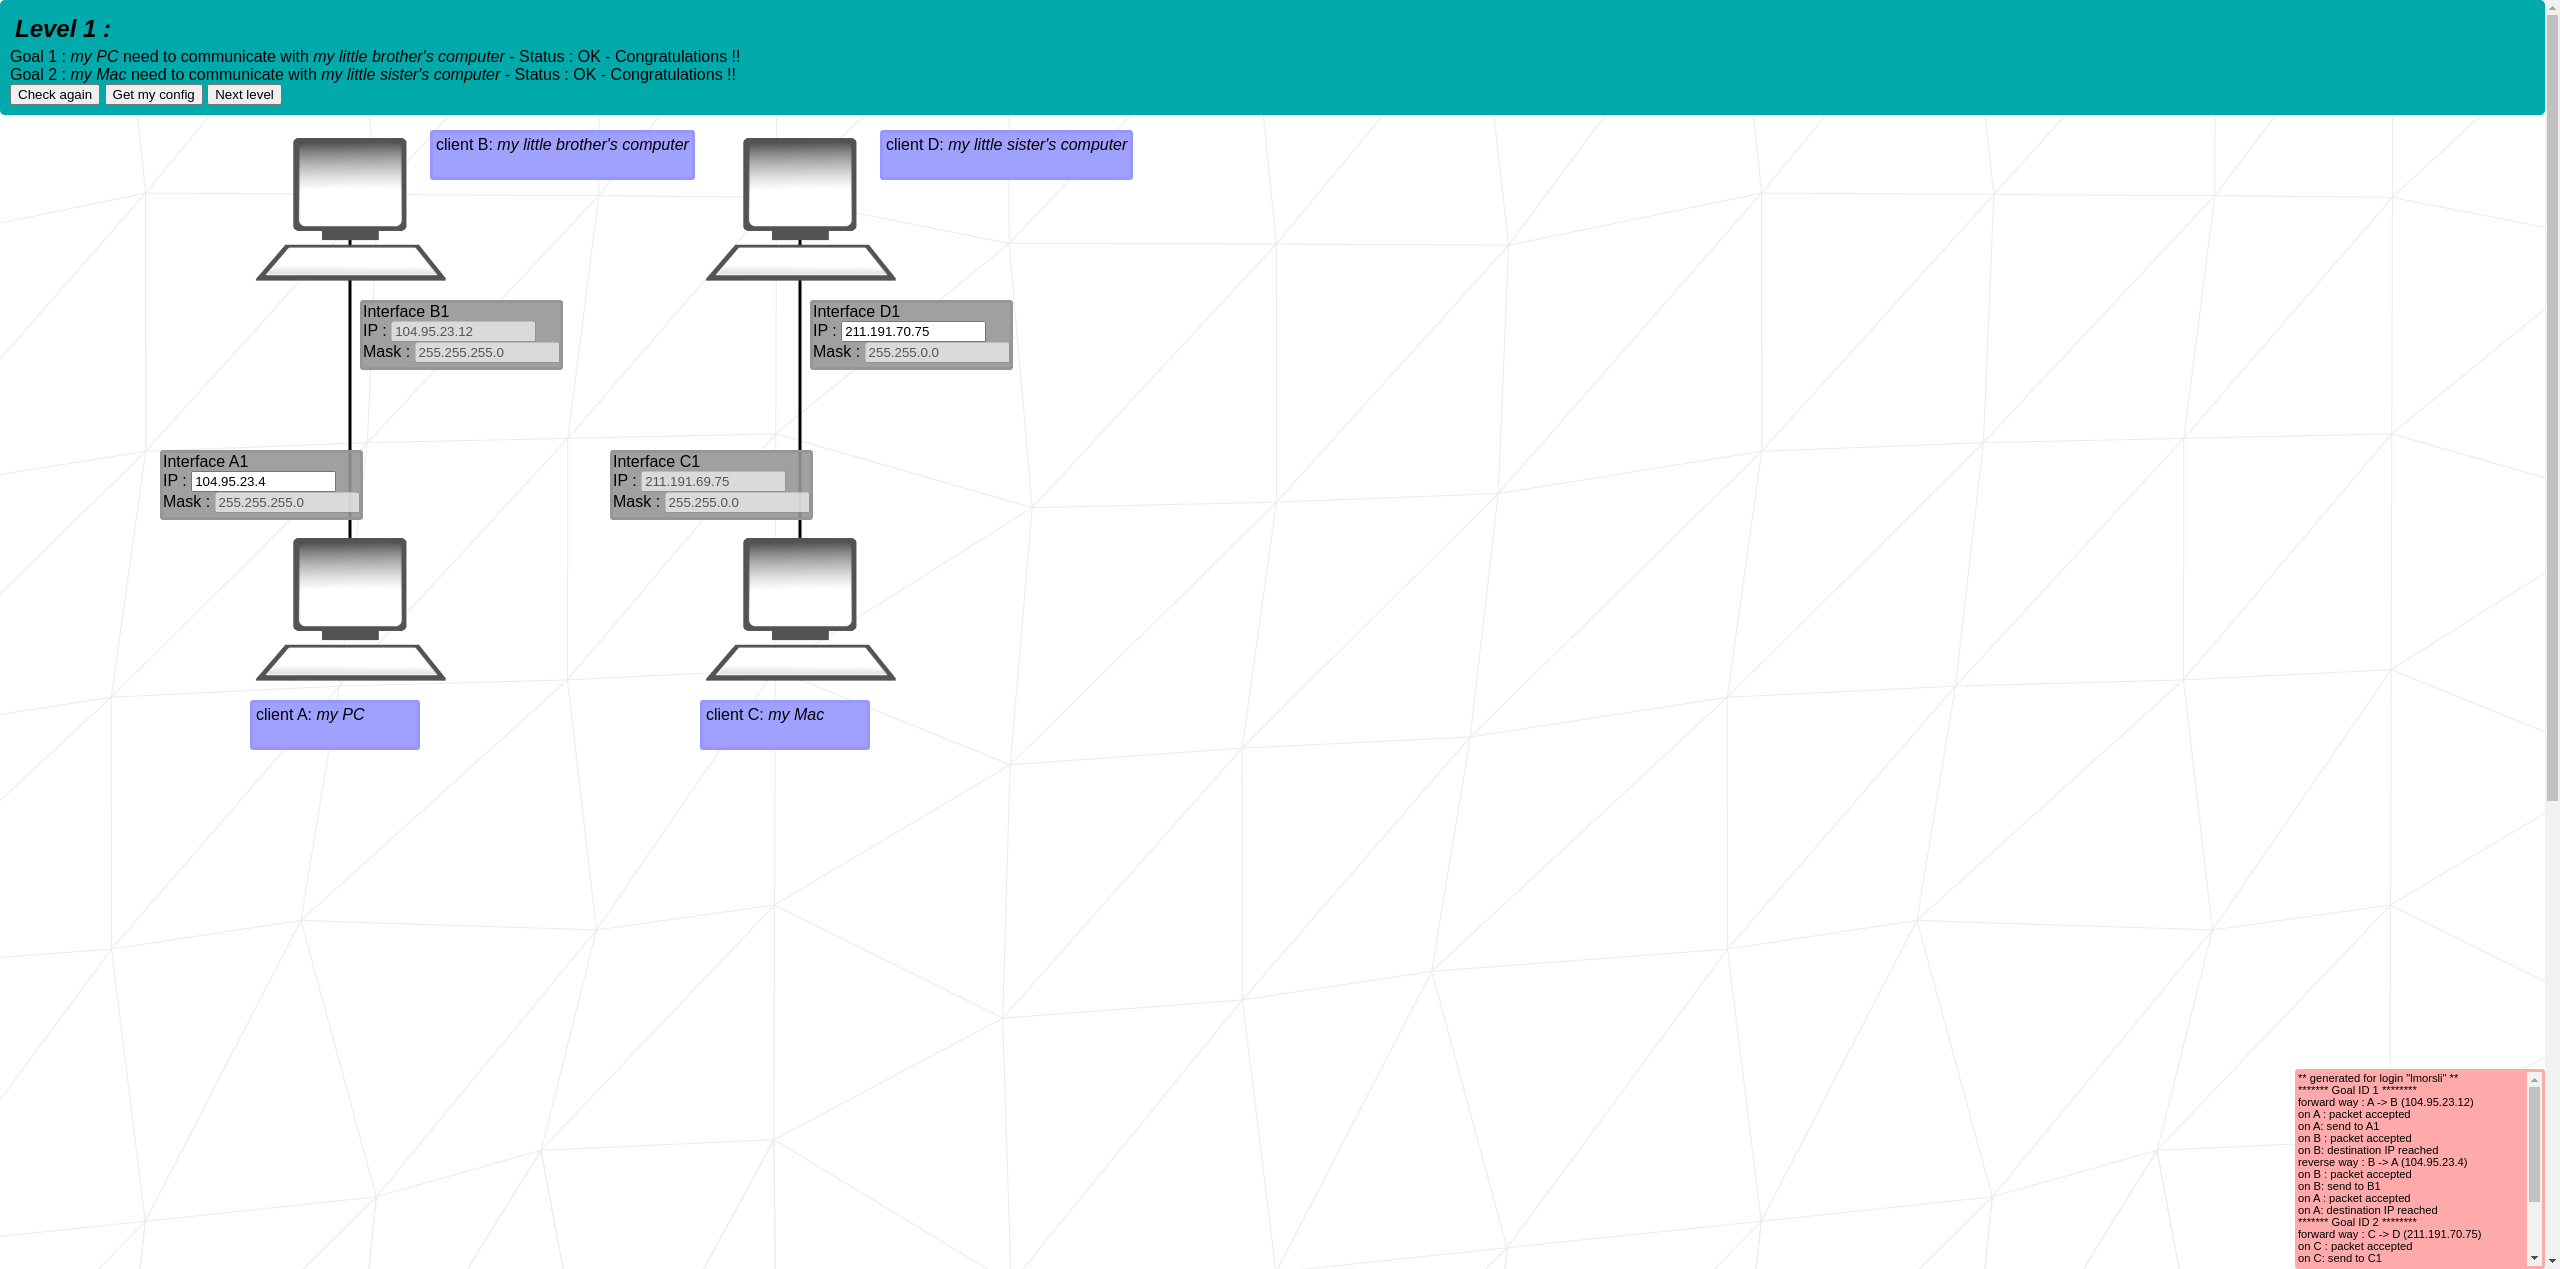 Level 1 :
Goal 1 : my PC need to communicate with my little brother's computer - Status : OK - Congratulations !!
Goal 2 : my Mac need to communicate with my little sister's computer - Status : OK - Congratulations !!
Check again Get my config Next level
client B: my little brother's computer
client D: my little sister's computer
Interface B1
IP : 104.95.23.12
Mask : 255.255.255.0
Interface D1
IP : 211.191.70.75
Mask : 255.255.0.0
Interface A1
IP : 104.95.23.4
Mask : 255.255.255.0
Interface C1
IP : 211.191.69.75
Mask : 255.255.0.0
client A: my PC
client C: my Mac
** generated for login "lmorsli" **
******* Goal ID 1 ********
forward way : A -> B (104.95.23.12)
on A : packet accepted
on A: send to A1
on B : packet accepted
on B: destination IP reached
reverse way : B -> A (104.95.23.4)
on B : packet accepted
on B: send to B1
on A : packet accepted
on A: destination IP reached
******* Goal ID 2 ********
forward way : C -> D (211.191.70.75)
on C : packet accepted
on C: send to C1